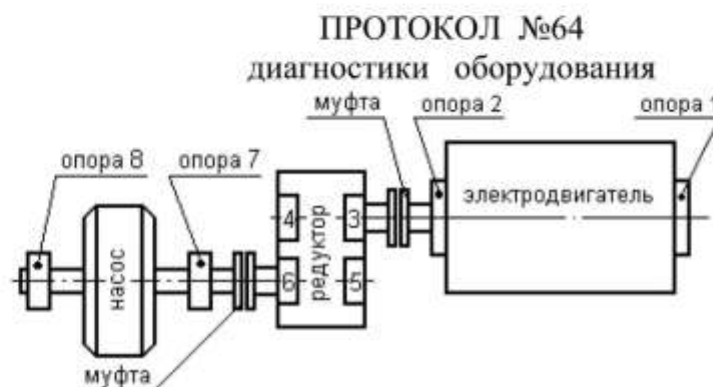 ПРОТОКОЛ №64
диагностики оборудования
муфта
опора 2
опора 1
опора 8
опора 7
электродвигатель
4
3
редуктор
6
5
насос
муфта